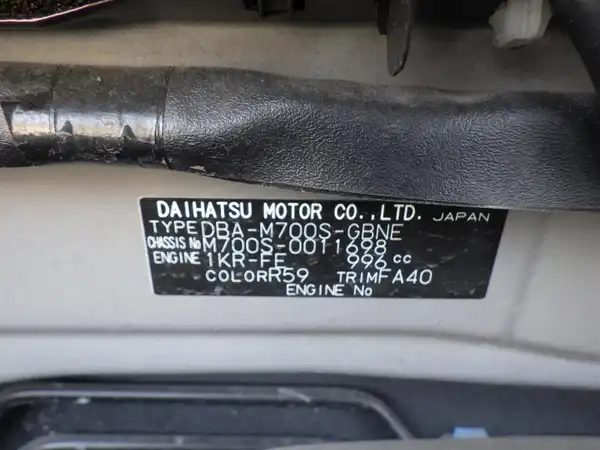 DAIHATSU MOTOR CO.,LTD. JAPAN
TYPE DBA-M700S-GBNE
CHASSIS No M700S-0011698
ENGINE 1KR-FE 996 cc
COLOR R59 TRIM FA40
ENGINE No